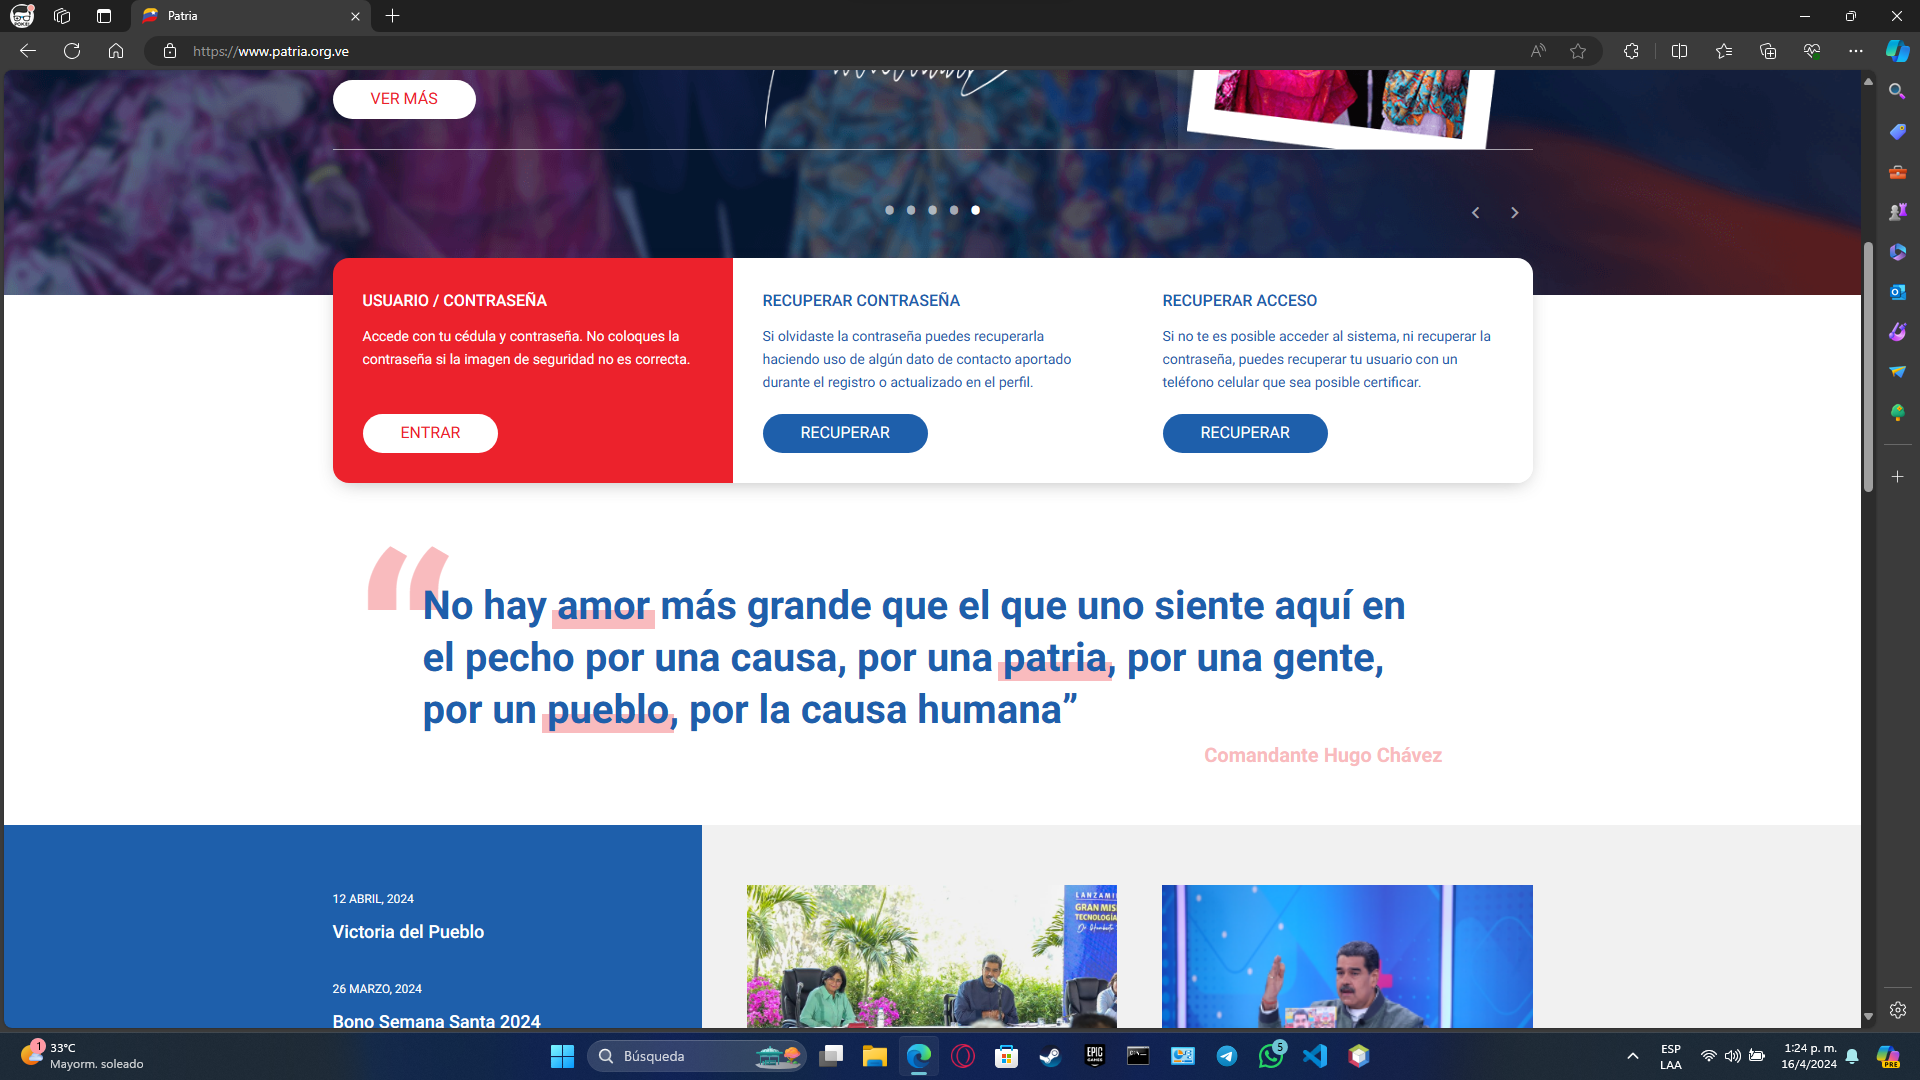 Patria
https://www.patria.org.ve
VER MÁS
USUARIO / CONTRASEÑA
Accede con tu cédula y contraseña. No coloques la
contraseña si la imagen de seguridad no es correcta.
ENTRAR
RECUPERAR CONTRASEÑA
Si olvidaste la contraseña puedes recuperarla
haciendo uso de algún dato de contacto aportado
durante el registro o actualizado en el perfil.
RECUPERAR
RECUPERAR ACCESO
Si no te es posible acceder al sistema, ni recuperar la
contraseña, puedes recuperar tu usuario con un
teléfono celular que sea posible certificar.
RECUPERAR
“No hay amor más grande que el que uno siente aquí en
el pecho por una causa, por una patria, por una gente,
por un pueblo, por la causa humana”
Comandante Hugo Chávez
12 ABRIL, 2024
Victoria del Pueblo
26 MARZO, 2024
Bono Semana Santa 2024
GRAN MIS
TECNOLOGÍA
1
33°C
Mayorm. soleado
Búsqueda
EPIC
GAMES
5
ESP
LAA
1:24 p. m.
16/4/2024
PRE